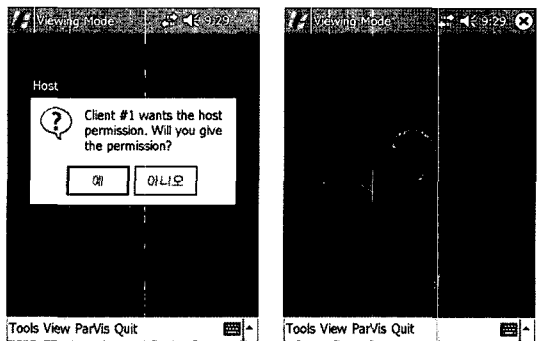 Viewing Mode 9:29
Host
Client #1 wants the host
permission. Will you give
the permission?
예 아니오
Tools View ParVis Quit
Viewing Mode 9:29
Tools View ParVis Quit